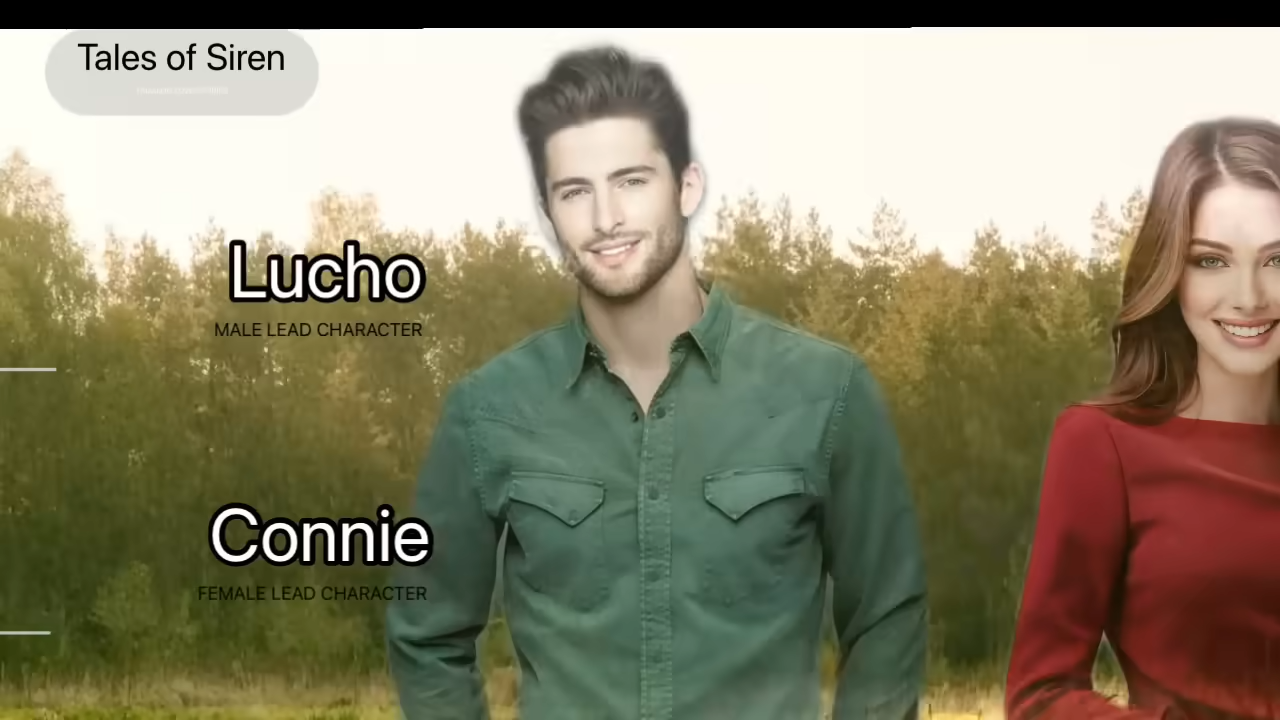 Tales of Siren
Lucho
MALE LEAD CHARACTER
Connie
FEMALE LEAD CHARACTER